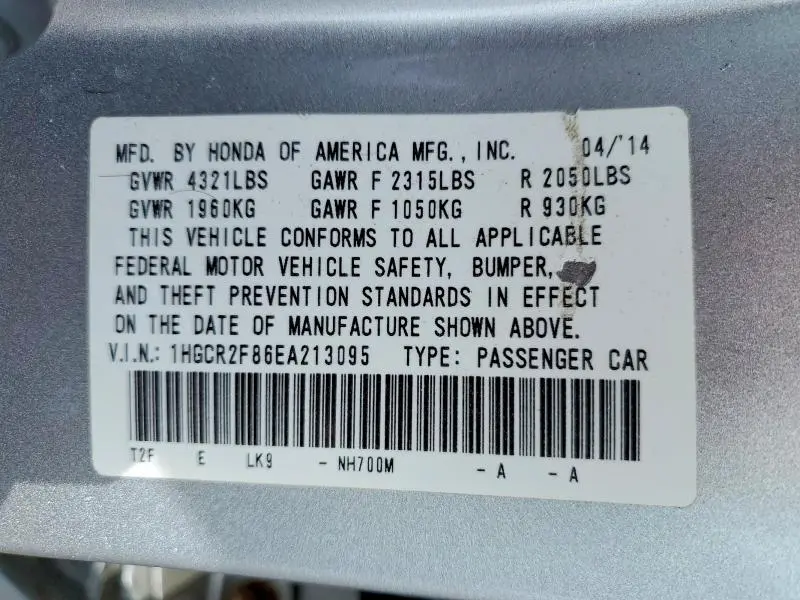 MFD. BY HONDA OF AMERICA MFG., INC. 04/'14
GVWR 4321LBS GAWR F 2315LBS R 2050LBS
GVWR 1960KG GAWR F 1050KG R 930KG
THIS VEHICLE CONFORMS TO ALL APPLICABLE
FEDERAL MOTOR VEHICLE SAFETY, BUMPER,
AND THEFT PREVENTION STANDARDS IN EFFECT
ON THE DATE OF MANUFACTURE SHOWN ABOVE.
V.I.N.: 1HGCR2F86EA213095 TYPE: PASSENGER CAR
T2F E LK9 - NH700M - A - A